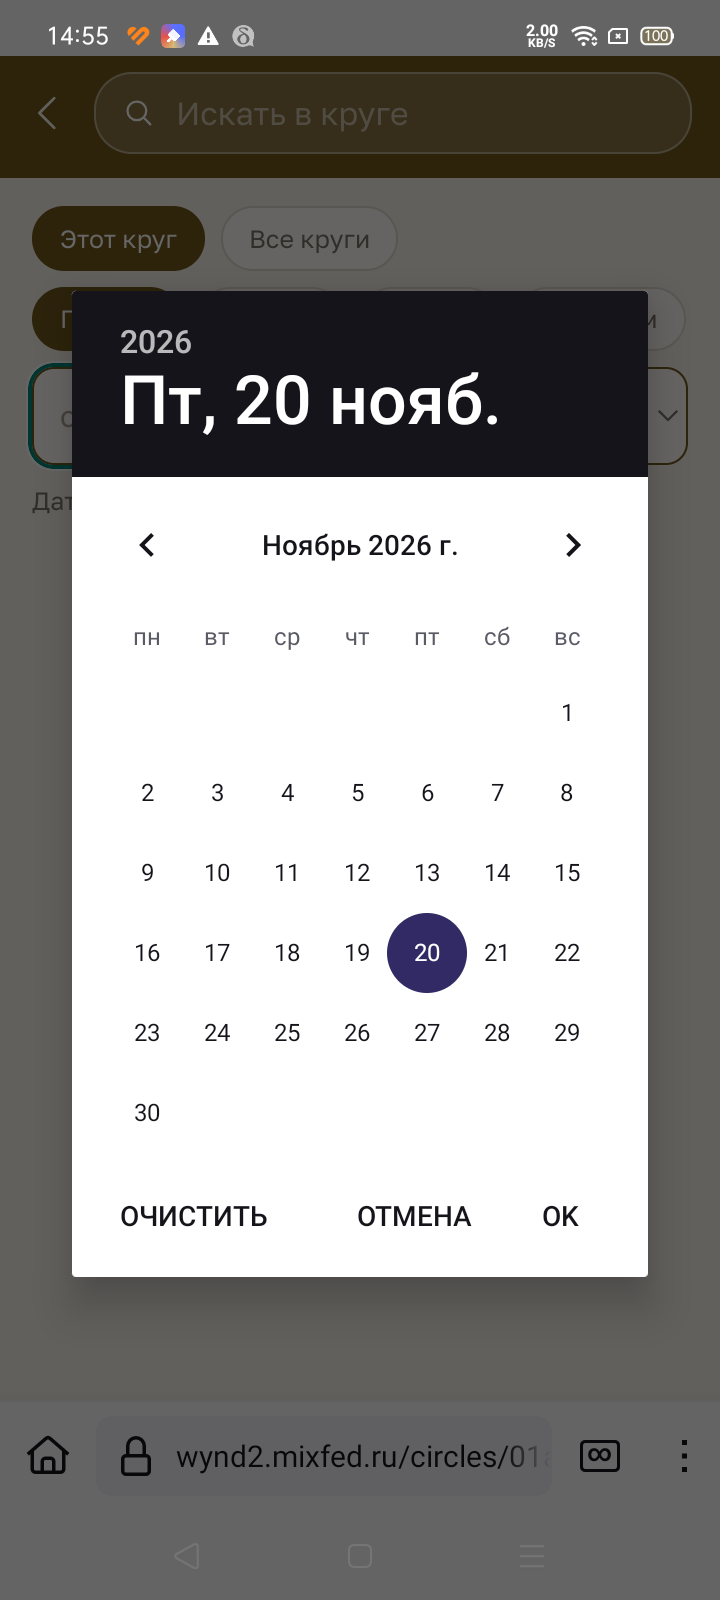 14:55
2.00
KB/S
100
Искать в круге
Этот круг
Все круги
2026
Пт, 20 нояб.
Дат
Ноябрь 2026 г.
пн вт ср чт пт сб вс
1
2 3 4 5 6 7 8
9 10 11 12 13 14 15
16 17 18 19 20 21 22
23 24 25 26 27 28 29
30
ОЧИСТИТЬ ОТМЕНА OK
wynd2.mixfed.ru/circles/01a